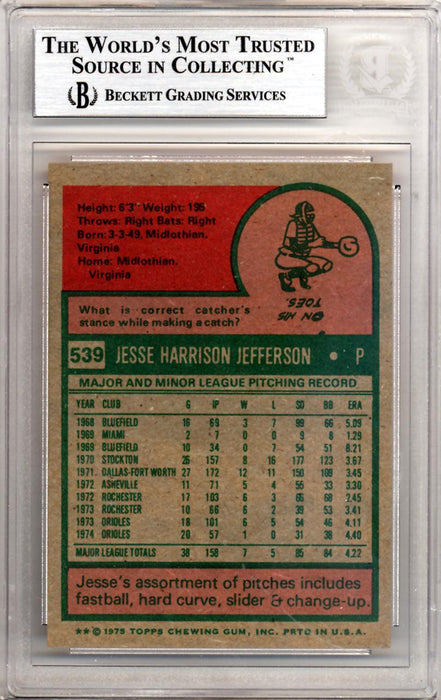 THE WORLD'S MOST TRUSTED
SOURCE IN COLLECTING™
B BECKETT GRADING SERVICES
Height: 6'3" Weight: 195
Throws: Right Bats: Right
Born: 3-3-49, Midlothian,
Virginia
Home: Midlothian,
Virginia
ON HIS
TOES.
What is correct catcher's
stance while making a catch?
539 JESSE HARRISON JEFFERSON • P
MAJOR AND MINOR LEAGUE PITCHING RECORD
YEAR CLUB G IP W L SO BB ERA
1968 BLUEFIELD 16 69 3 7 99 66 5.09
1969 MIAMI 2 7 0 0 9 8 1.29
1969 BLUEFIELD 10 34 0 7 54 51 8.21
1970 STOCKTON 26 157 8 16 177 123 3.67
1971 DALLAS-FORT WORTH 27 172 12 11 150 109 3.45
1972 ASHEVILLE 11 71 5 4 56 33 3.30
1972 ROCHESTER 17 103 6 3 66 3.36
1973 ROCHESTER 10 66 6 2 39 53 3.41
1973 ORIOLES 18 101 6 5 54 46 4.11
1974 ORIOLES 20 57 1 0 31 38 4.40
MAJOR LEAGUE TOTALS 38 158 7 5 85 84 4.22
Jesse's assortment of pitches includes
fastball, hard curve, slider & change-up.
★★ © 1975 TOPPS CHEWING GUM, INC. PRTD IN U.S.A.